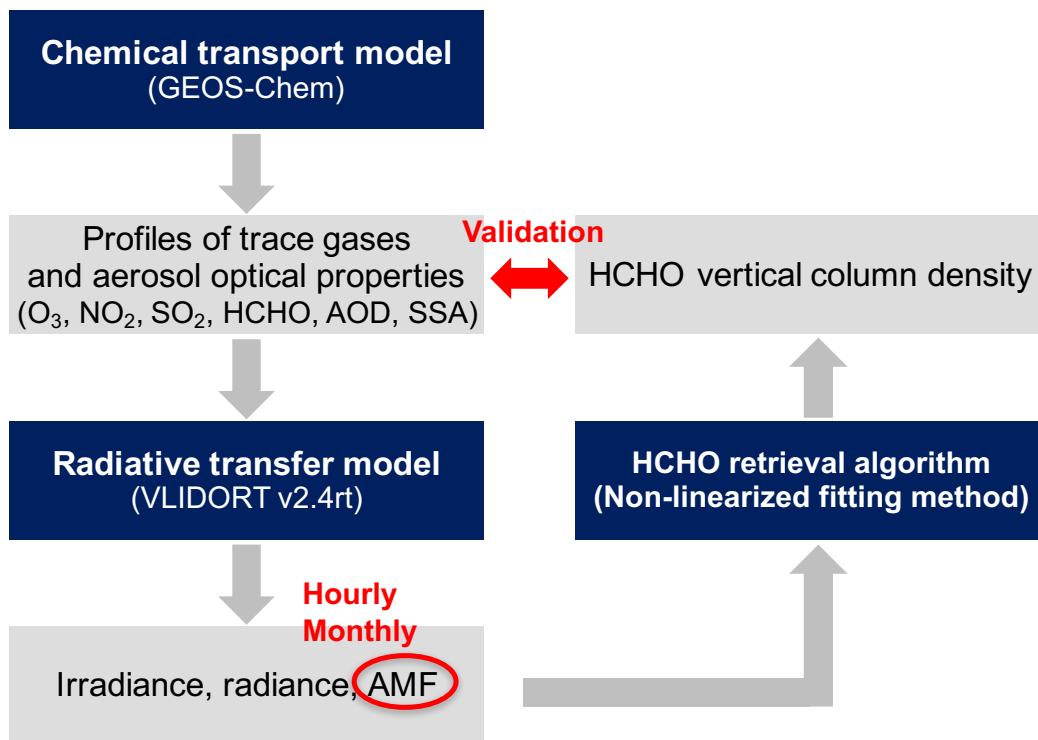 Chemical transport model
(GEOS-Chem)
Profiles of trace gases
and aerosol optical properties
(O₃, NO₂, SO₂, HCHO, AOD, SSA)
Validation
HCHO vertical column density
Radiative transfer model
(VLIDORT v2.4rt)
HCHO retrieval algorithm
(Non-linearized fitting method)
Hourly
Monthly
Irradiance, radiance, AMF